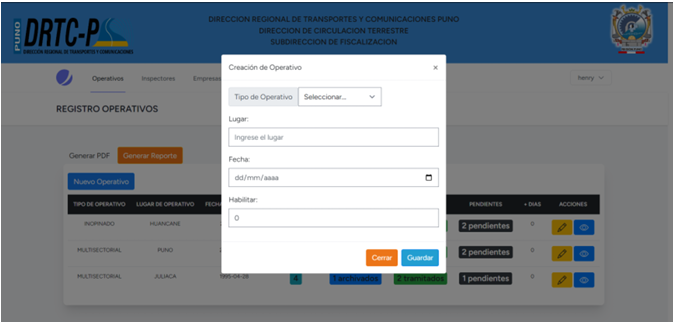 PUNO
DRTC-P
DIRECCIÓN REGIONAL DE TRANSPORTES Y COMUNICACIONES
DIRECCION REGIONAL DE TRANSPORTES Y COMUNICACIONES PUNO
DIRECCION DE CIRCULACION TERRESTRE
SUBDIRECCION DE FISCALIZACION
Operativos Inspectores Empresas henry
REGISTRO OPERATIVOS
Creación de Operativo ×
Tipo de Operativo Seleccionar...
Lugar:
Ingrese el lugar
Fecha:
dd/mm/aaaa
Habilitar:
0
Cerrar Guardar
Generar PDF Generar Reporte
Nuevo Operativo
TIPO DE OPERATIVO LUGAR DE OPERATIVO FECH PENDIENTES + DIAS ACCIONES
INOPINADO HUANCANE 2 pendientes 0
MULTISECTORIAL PUNO 2 pendientes 0
MULTISECTORIAL JULIACA 1995-04-28 4 1 archivados 2 tramitados 1 pendientes 0